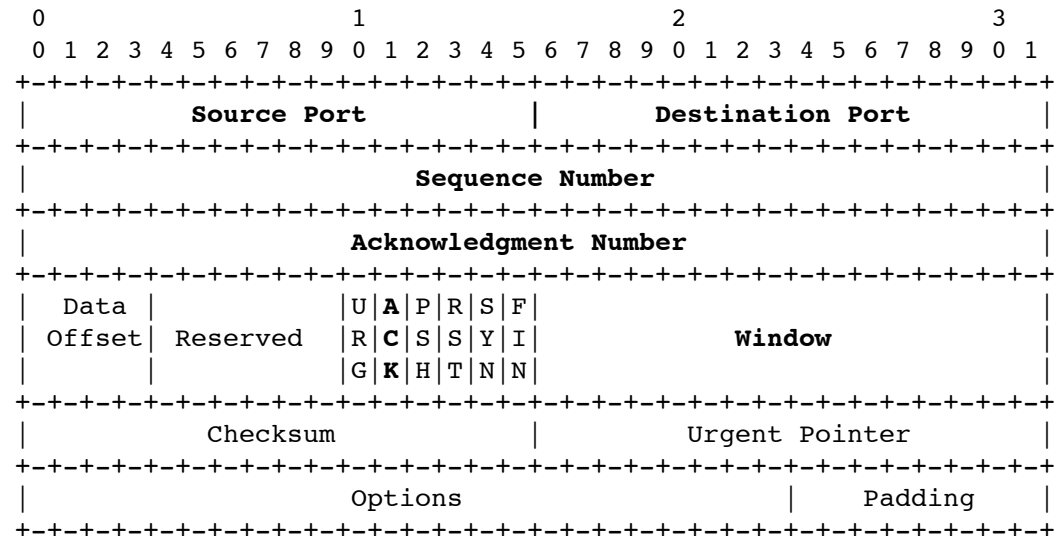 0                   1                   2                   3
 0 1 2 3 4 5 6 7 8 9 0 1 2 3 4 5 6 7 8 9 0 1 2 3 4 5 6 7 8 9 0 1
+-+-+-+-+-+-+-+-+-+-+-+-+-+-+-+-+-+-+-+-+-+-+-+-+-+-+-+-+-+-+-+-+
|          Source Port          |       Destination Port        |
+-+-+-+-+-+-+-+-+-+-+-+-+-+-+-+-+-+-+-+-+-+-+-+-+-+-+-+-+-+-+-+-+
|                        Sequence Number                        |
+-+-+-+-+-+-+-+-+-+-+-+-+-+-+-+-+-+-+-+-+-+-+-+-+-+-+-+-+-+-+-+-+
|                    Acknowledgment Number                      |
+-+-+-+-+-+-+-+-+-+-+-+-+-+-+-+-+-+-+-+-+-+-+-+-+-+-+-+-+-+-+-+-+
|  Data |           |U|A|P|R|S|F|                               |
| Offset| Reserved  |R|C|S|S|Y|I|            Window             |
|       |           |G|K|H|T|N|N|                               |
+-+-+-+-+-+-+-+-+-+-+-+-+-+-+-+-+-+-+-+-+-+-+-+-+-+-+-+-+-+-+-+-+
|           Checksum            |         Urgent Pointer        |
+-+-+-+-+-+-+-+-+-+-+-+-+-+-+-+-+-+-+-+-+-+-+-+-+-+-+-+-+-+-+-+-+
|                    Options                    |    Padding    |
+-+-+-+-+-+-+-+-+-+-+-+-+-+-+-+-+-+-+-+-+-+-+-+-+-+-+-+-+-+-+-+-+